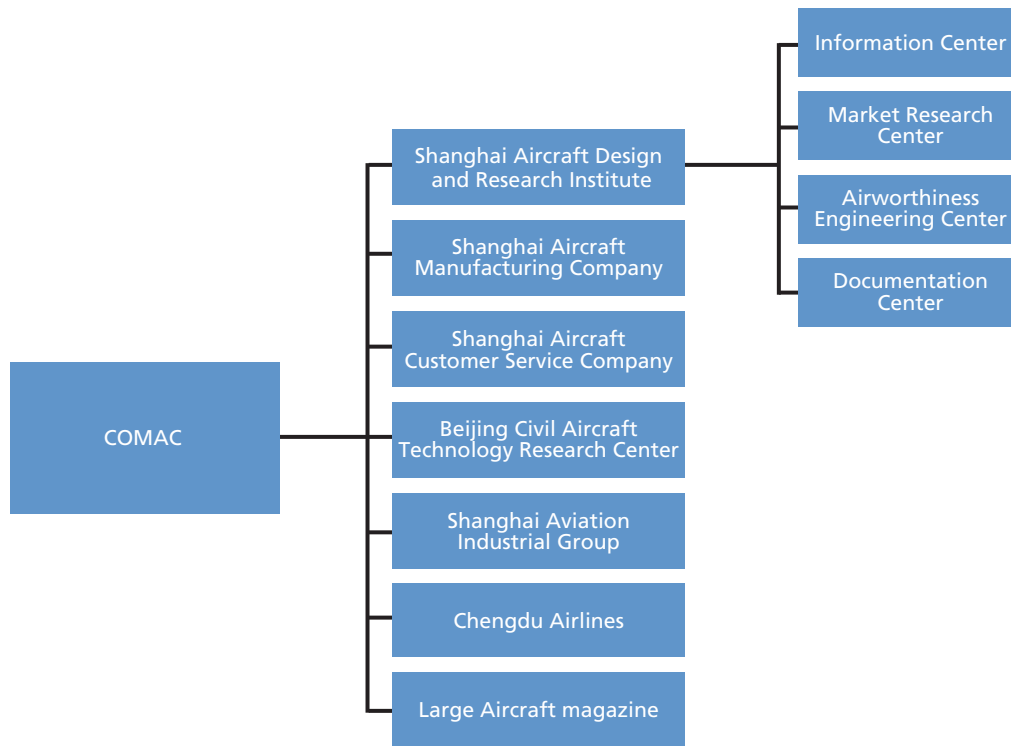 COMAC
Shanghai Aircraft Design
and Research Institute
Shanghai Aircraft
Manufacturing Company
Shanghai Aircraft
Customer Service Company
Beijing Civil Aircraft
Technology Research Center
Shanghai Aviation
Industrial Group
Chengdu Airlines
Large Aircraft magazine
Information Center
Market Research
Center
Airworthiness
Engineering Center
Documentation
Center